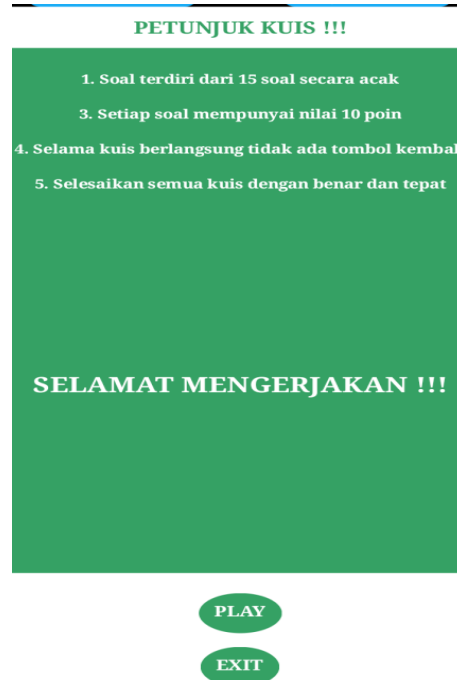 PETUNJUK KUIS !!!
1. Soal terdiri dari 15 soal secara acak
3. Setiap soal mempunyai nilai 10 poin
4. Selama kuis berlangsung tidak ada tombol kembal
5. Selesaikan semua kuis dengan benar dan tepat
SELAMAT MENGERJAKAN !!!
PLAY
EXIT